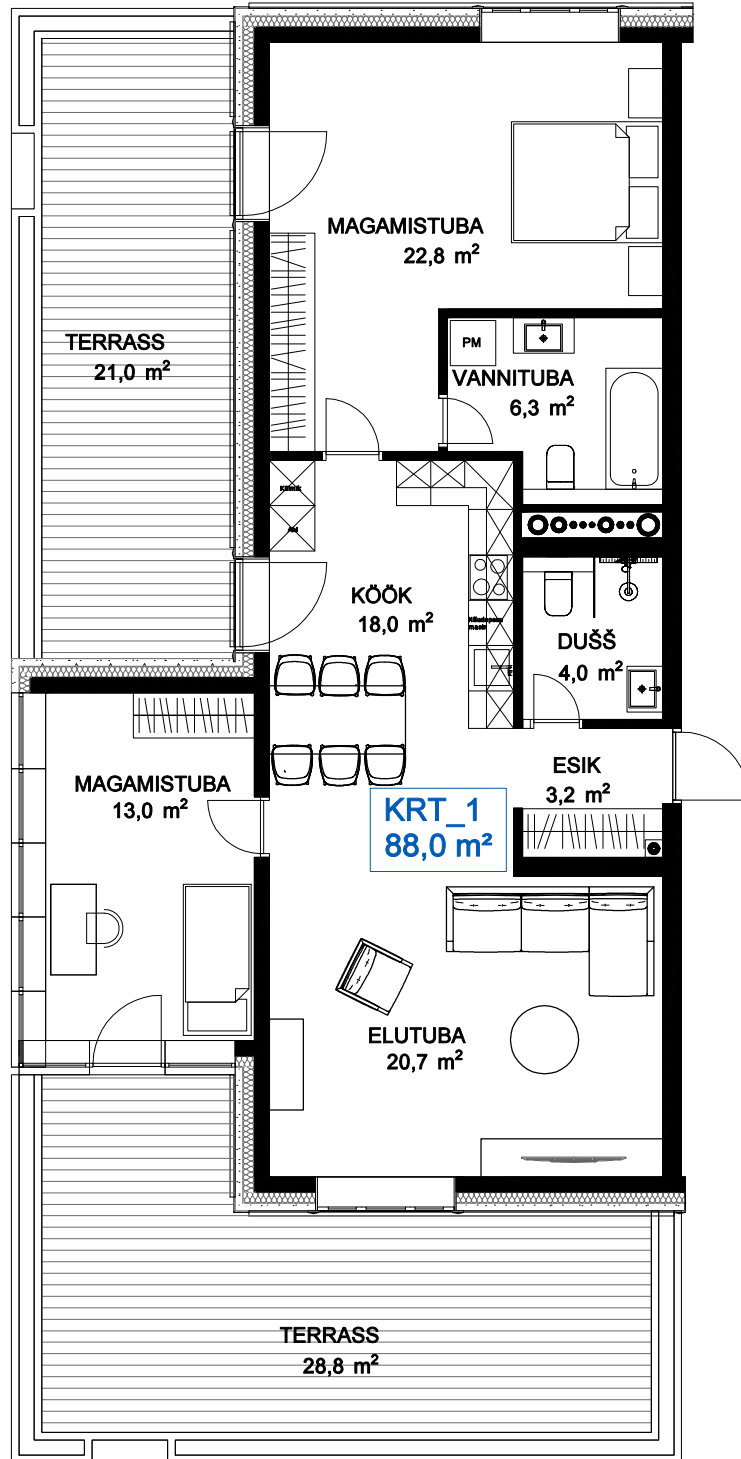 MAGAMISTUBA
22,8 m²
TERRASS
21,0 m²
PM
VANNITUBA
6,3 m²
Külmik
KÖÖK
18,0 m²
DUŠŠ
4,0 m²
MAGAMISTUBA
13,0 m²
ESIK
3,2 m²
KRT_1
88,0 m²
ELUTUBA
20,7 m²
TERRASS
28,8 m²